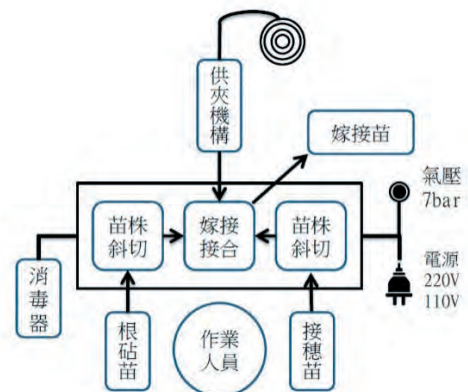 供夾機構
嫁接苗
氣壓
7bar
苗株
斜切
嫁接
接合
苗株
斜切
消毒器
電源
220V
110V
根砧苗
作業
人員
接穗苗